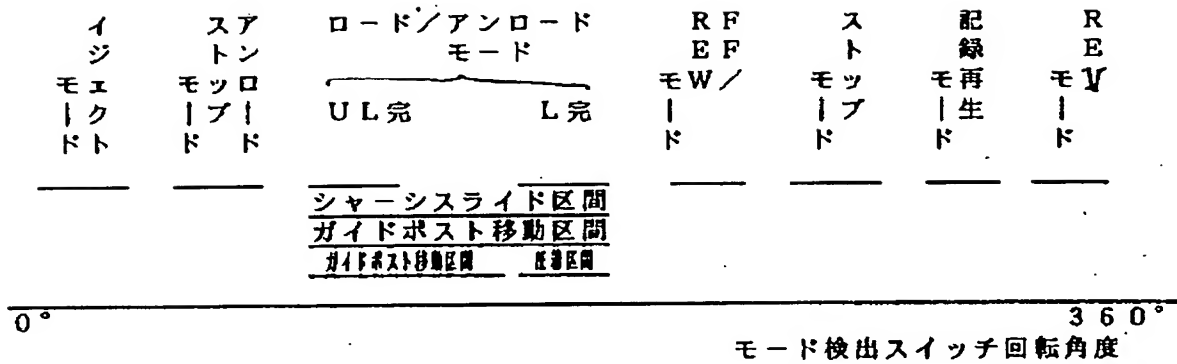 イジェクトモード
アンロードストップモード
ロード/アンロード
モード
UL完 L完
FF/REWモード
ストップモード
記録再生モード
REVモード
シャーシスライド区間
ガイドポスト移動区間
ガイドポスト移動区間 圧着区間
0° 360°
モード検出スイッチ回転角度